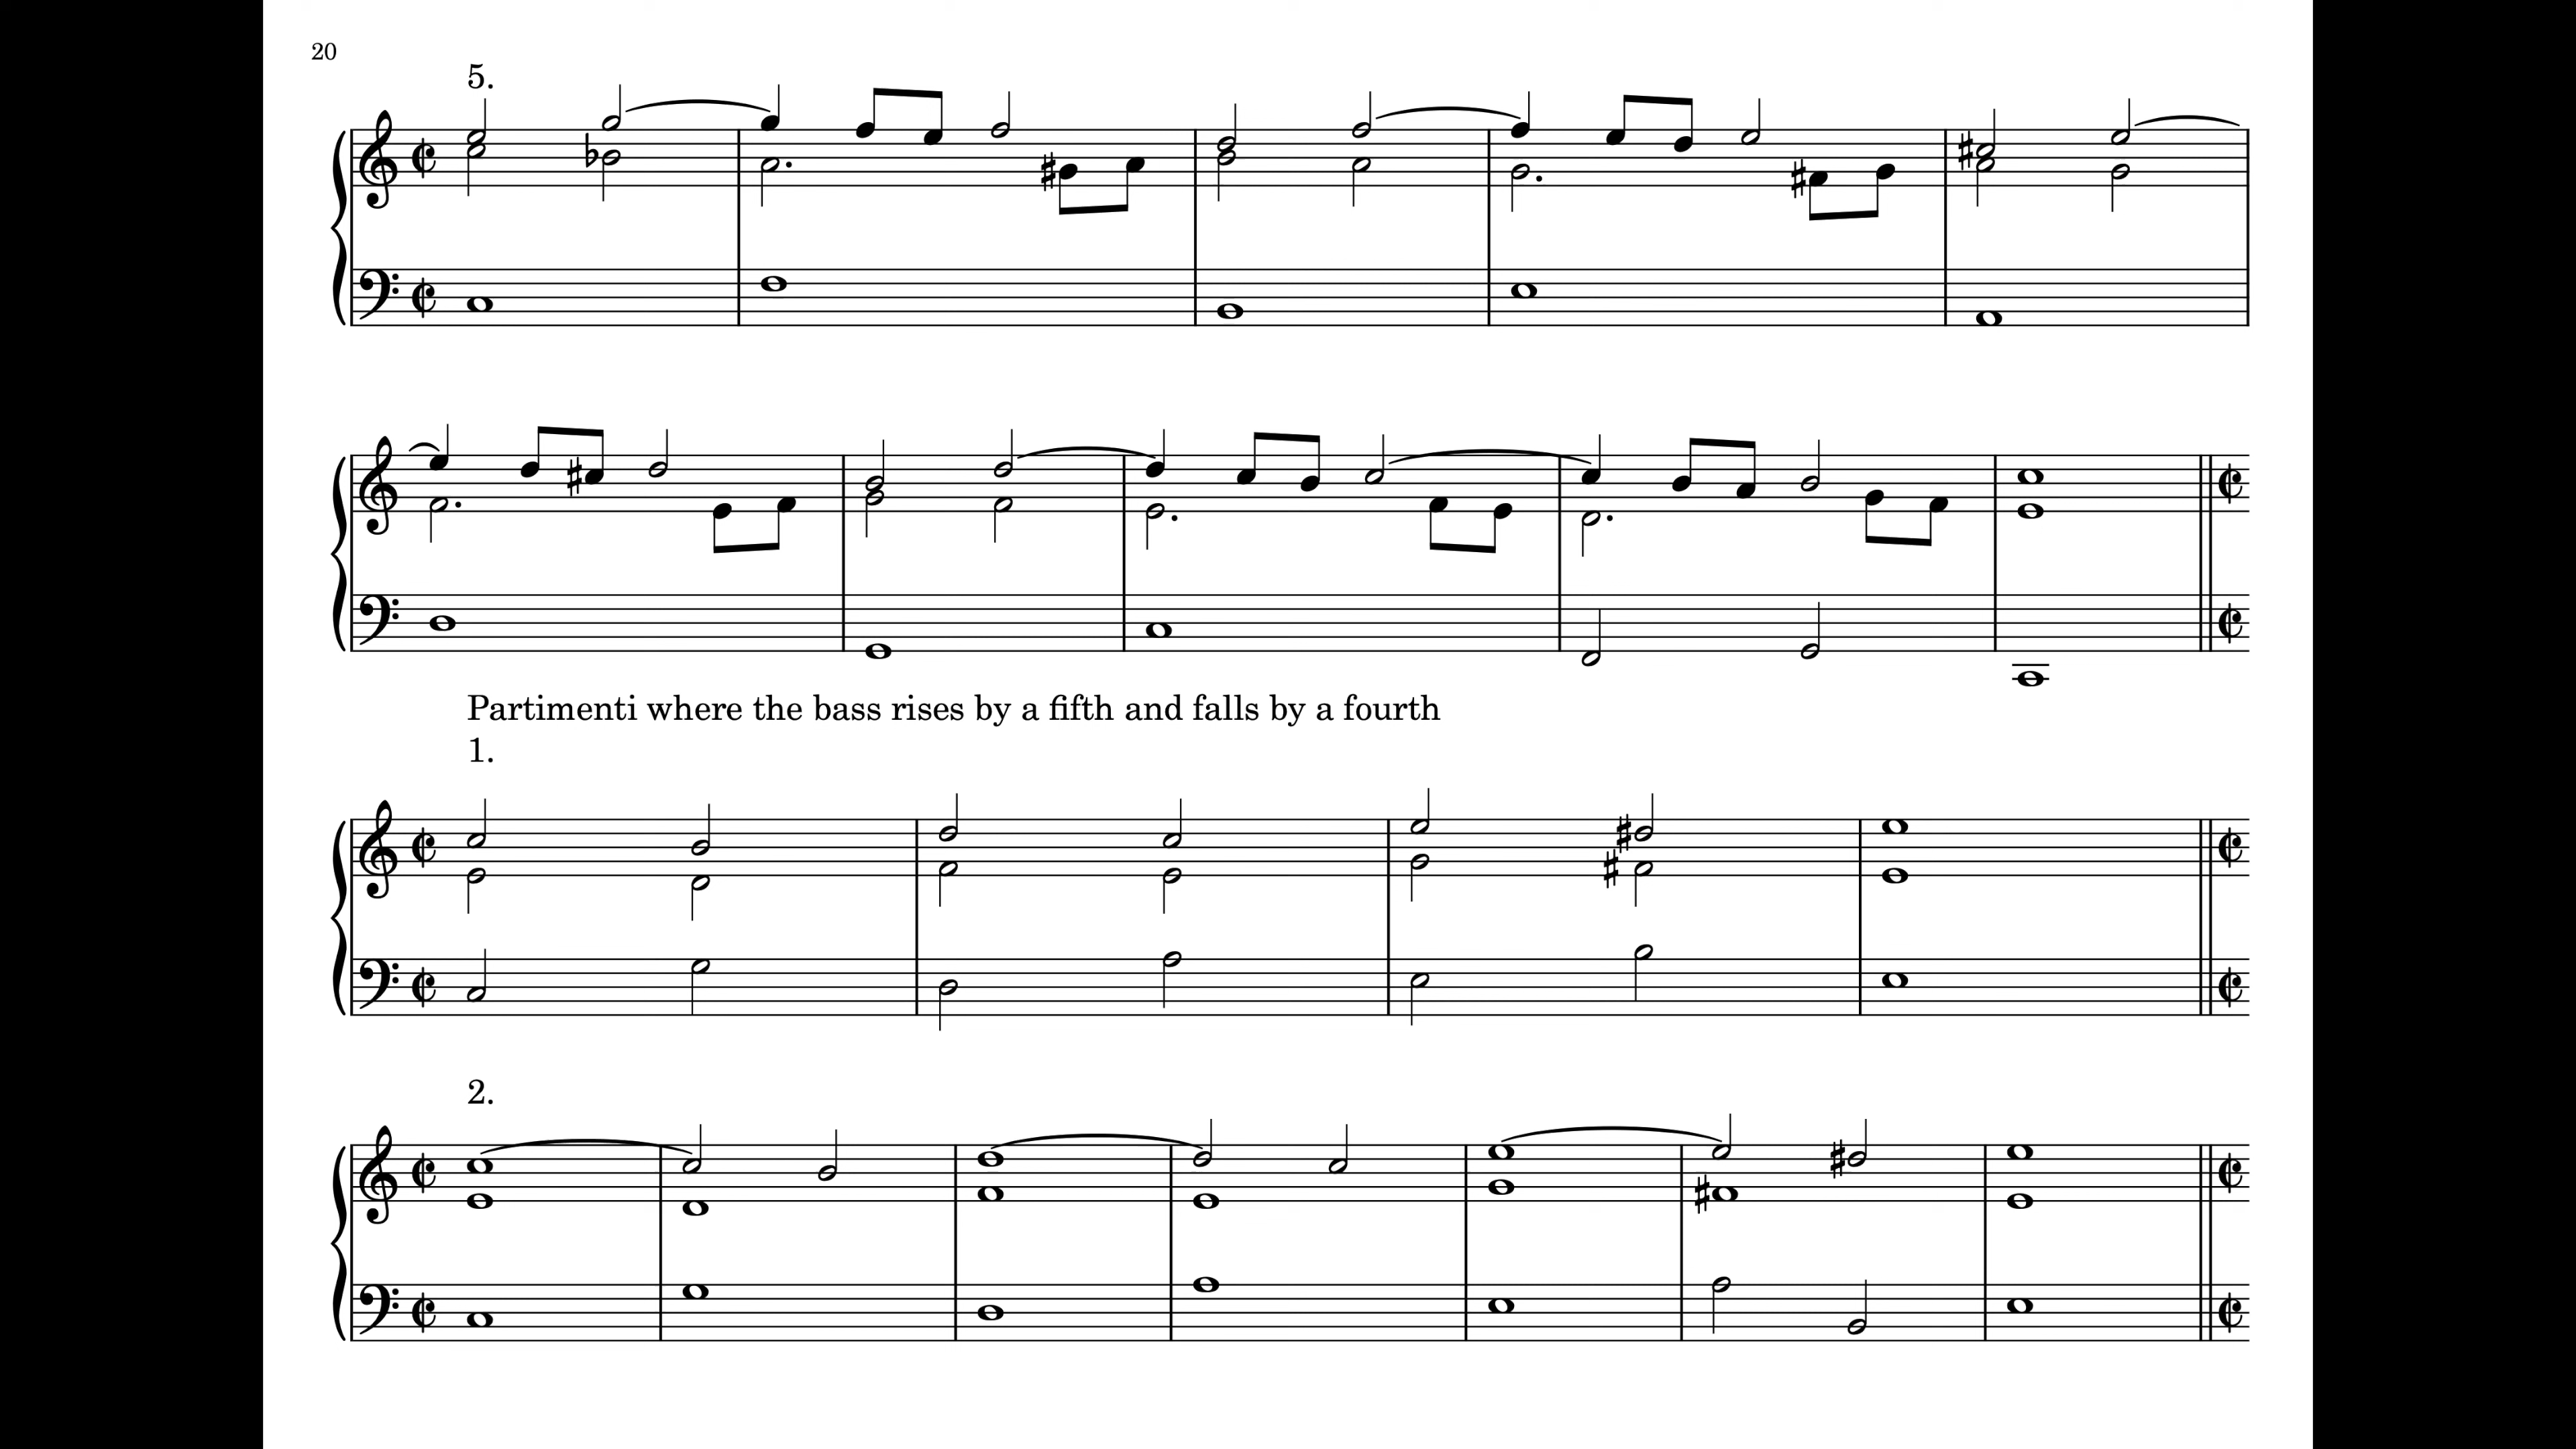 20
5.
Partimenti where the bass rises by a fifth and falls by a fourth
1.
2.